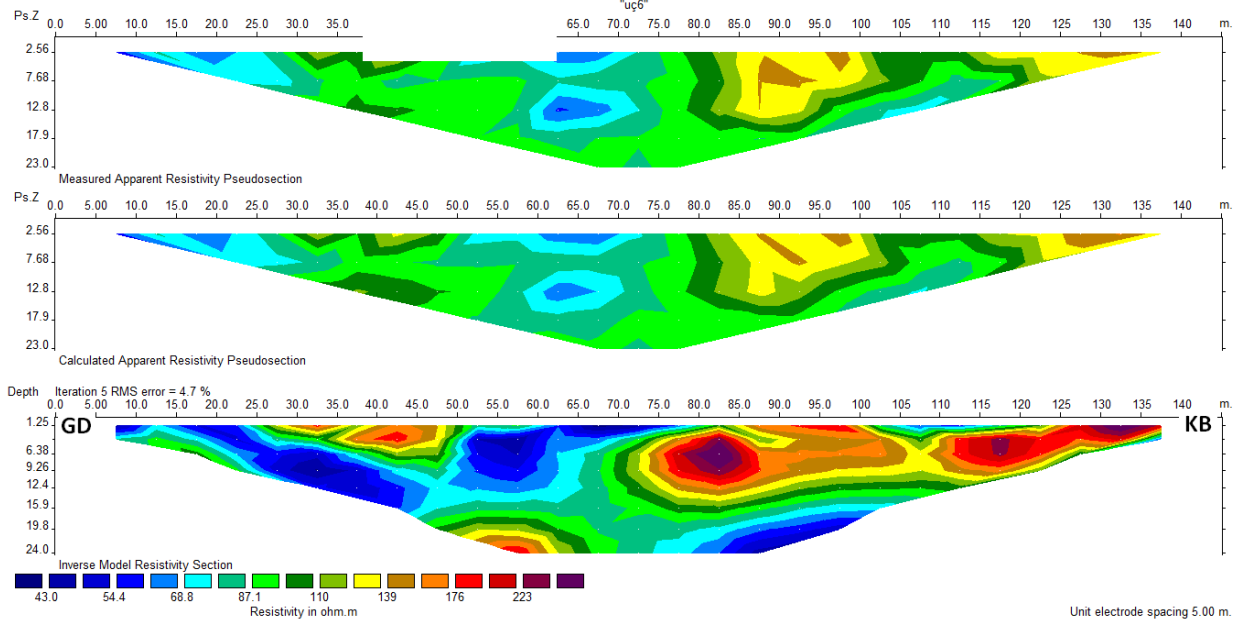 "uç6"
Ps.Z 0.0 5.00 15.0 20.0 25.0 30.0 35.0 65.0 70.0 75.0 80.0 85.0 90.0 95.0 100 105 110 115 120 125 130 140 m.
2.56
7.68
12.8
17.9
23.0
Measured Apparent Resistivity Pseudosection
Ps.Z 0.0 5.00 15.0 20.0 25.0 30.0 35.0 40.0 45.0 50.0 55.0 60.0 65.0 70.0 75.0 80.0 85.0 90.0 95.0 100 105 110 115 120 125 130 140 m.
2.56
7.68
12.8
17.9
23.0
Calculated Apparent Resistivity Pseudosection
Depth Iteration 5 RMS error = 4.7 %
0.0 5.00 15.0 20.0 25.0 30.0 35.0 40.0 45.0 50.0 55.0 60.0 65.0 70.0 75.0 80.0 85.0 90.0 95.0 100 105 110 115 120 125 130 140 m.
1.25 GD KB
6.38
9.26
12.4
15.9
19.8
24.0
Inverse Model Resistivity Section
43.0 54.4 68.8 87.1 110 139 176 223
Resistivity in ohm.m Unit electrode spacing 5.00 m.